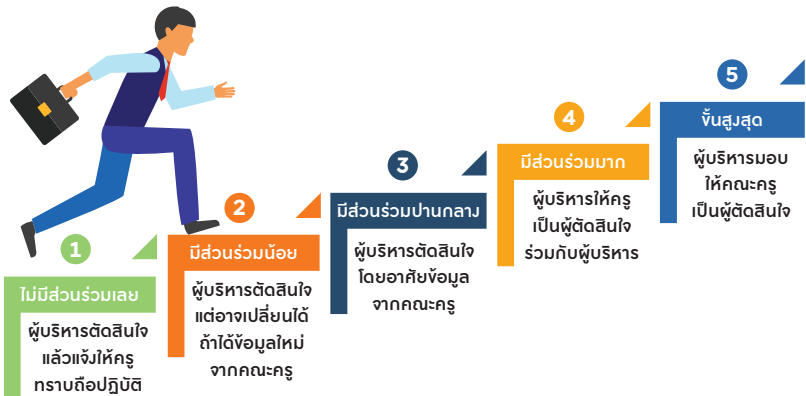 1
ไม่มีส่วนร่วมเลย
ผู้บริหารตัดสินใจ
แล้วแจ้งให้ครู
ทราบถือปฏิบัติ
2
มีส่วนร่วมน้อย
ผู้บริหารตัดสินใจ
แต่อาจเปลี่ยนได้
ถ้าได้ข้อมูลใหม่
จากคณะครู
3
มีส่วนร่วมปานกลาง
ผู้บริหารตัดสินใจ
โดยอาศัยข้อมูล
จากคณะครู
4
มีส่วนร่วมมาก
ผู้บริหารให้ครู
เป็นผู้ตัดสินใจ
ร่วมกับผู้บริหาร
5
ขั้นสูงสุด
ผู้บริหารมอบ
ให้คณะครู
เป็นผู้ตัดสินใจ